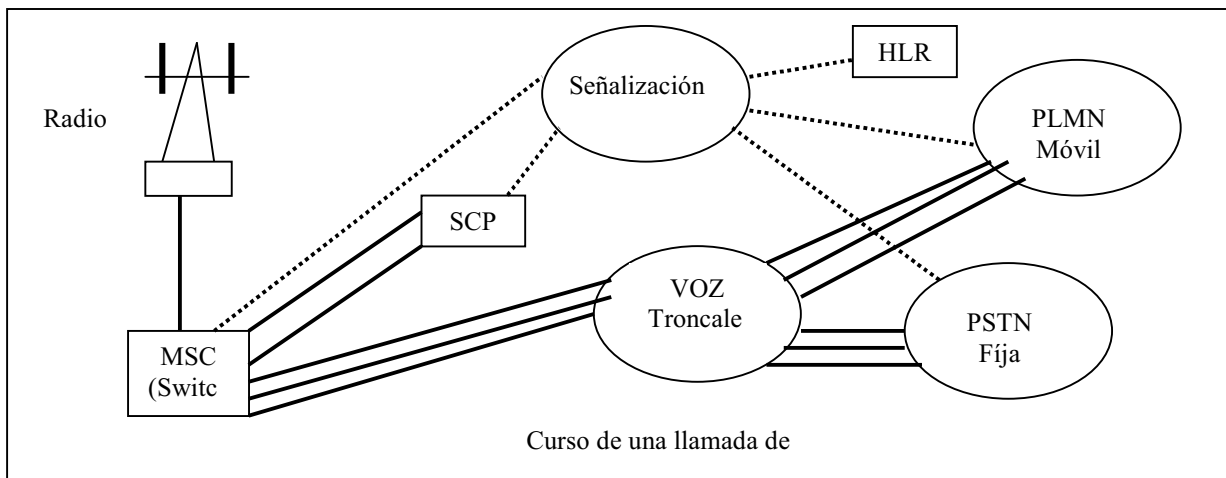 HLR
Señalización
PLMN
Móvil
Radio
SCP
VOZ
Troncale
PSTN
Fíja
MSC
(Switc
Curso de una llamada de